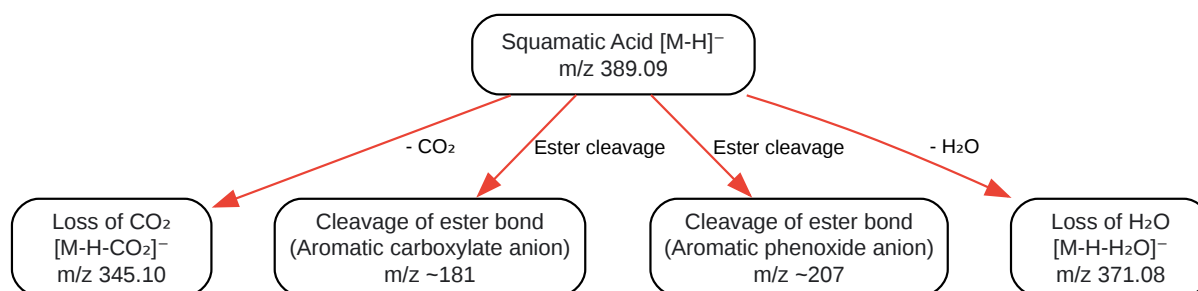 Squamatic Acid [M-H]⁻
m/z 389.09
- CO₂
Ester cleavage
Ester cleavage
- H₂O
Loss of CO₂
[M-H-CO₂]⁻
m/z 345.10
Cleavage of ester bond
(Aromatic carboxylate anion)
m/z ~181
Cleavage of ester bond
(Aromatic phenoxide anion)
m/z ~207
Loss of H₂O
[M-H-H₂O]⁻
m/z 371.08